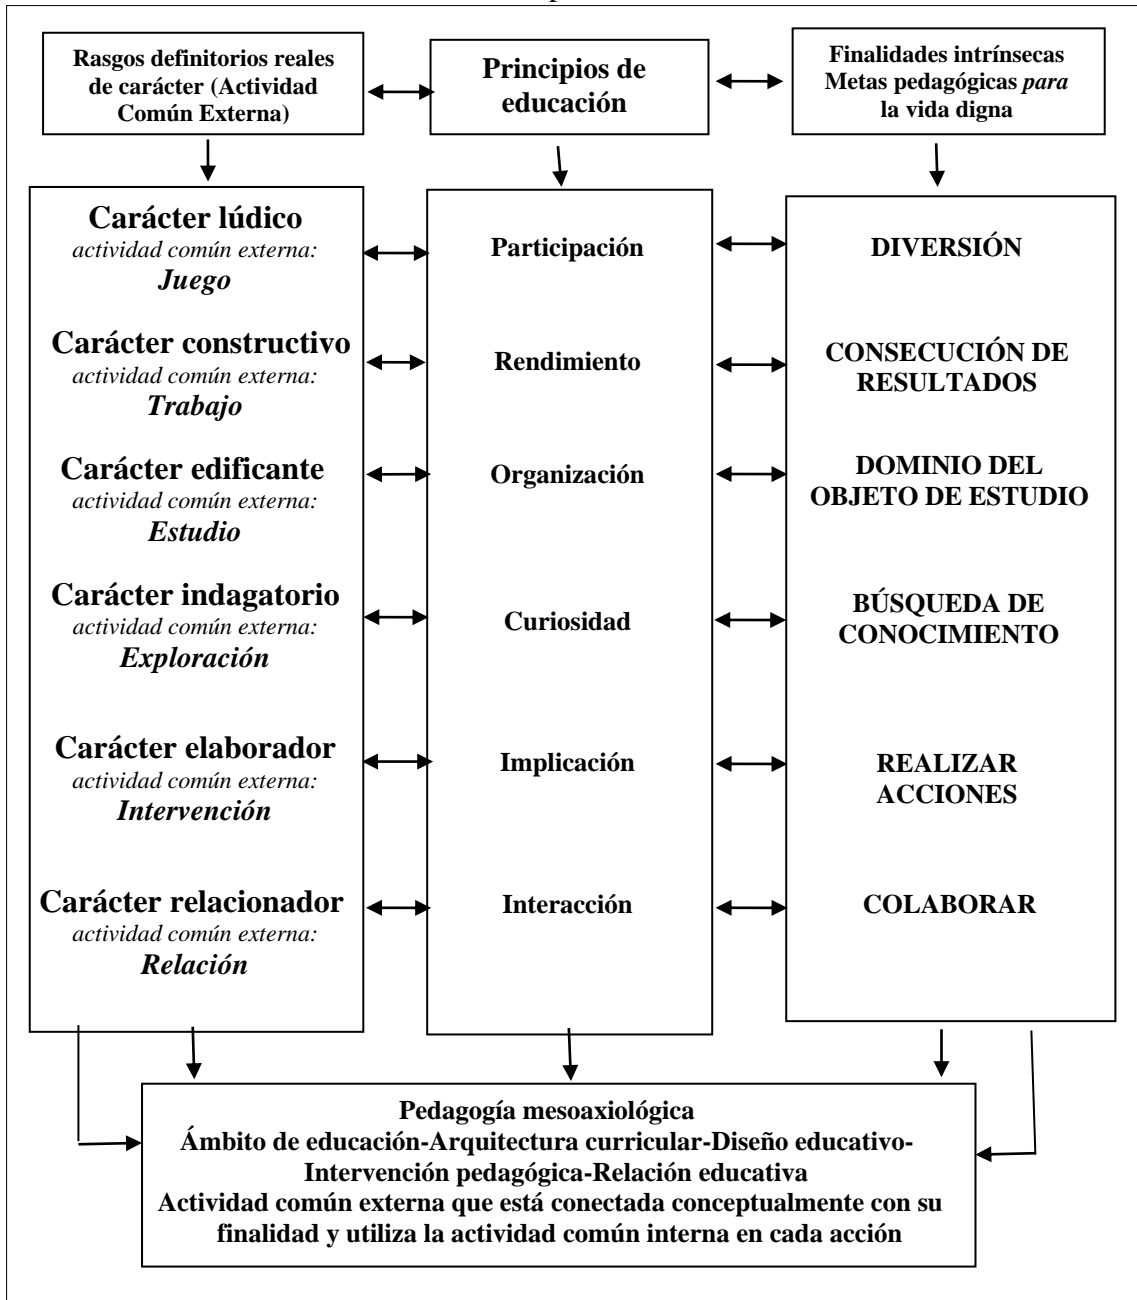 Rasgos definitorios reales
de carácter (Actividad
Común Externa)
Principios de
educación
Finalidades intrínsecas
Metas pedagógicas para
la vida digna
Carácter lúdico
actividad común externa:
Juego
Participación
DIVERSIÓN
Carácter constructivo
actividad común externa:
Trabajo
Rendimiento
CONSECUCIÓN DE
RESULTADOS
Carácter edificante
actividad común externa:
Estudio
Organización
DOMINIO DEL
OBJETO DE ESTUDIO
Carácter indagatorio
actividad común externa:
Exploración
Curiosidad
BÚSQUEDA DE
CONOCIMIENTO
Carácter elaborador
actividad común externa:
Intervención
Implicación
REALIZAR
ACCIONES
Carácter relacionador
actividad común externa:
Relación
Interacción
COLABORAR
Pedagogía mesoaxiológica
Ámbito de educación-Arquitectura curricular-Diseño educativo-
Intervención pedagógica-Relación educativa
Actividad común externa que está conectada conceptualmente con su
finalidad y utiliza la actividad común interna en cada acción